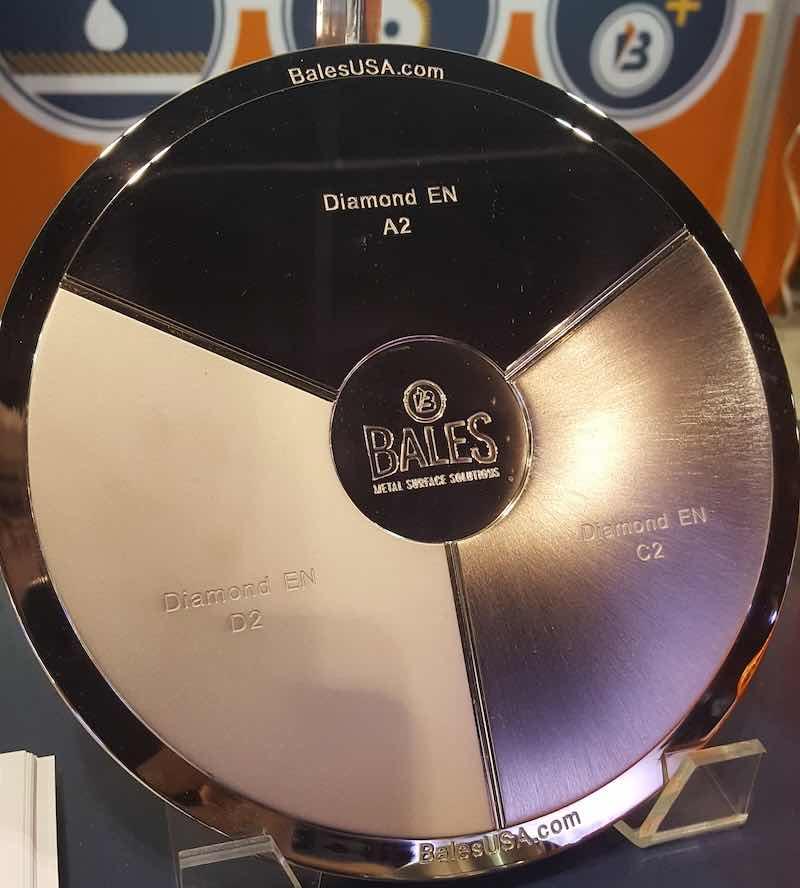 B
BalesUSA.com
Diamond EN
A2
B
BALES
METAL SURFACE SOLUTIONS
Diamond EN
C2
Diamond EN
D2
BalesUSA.com